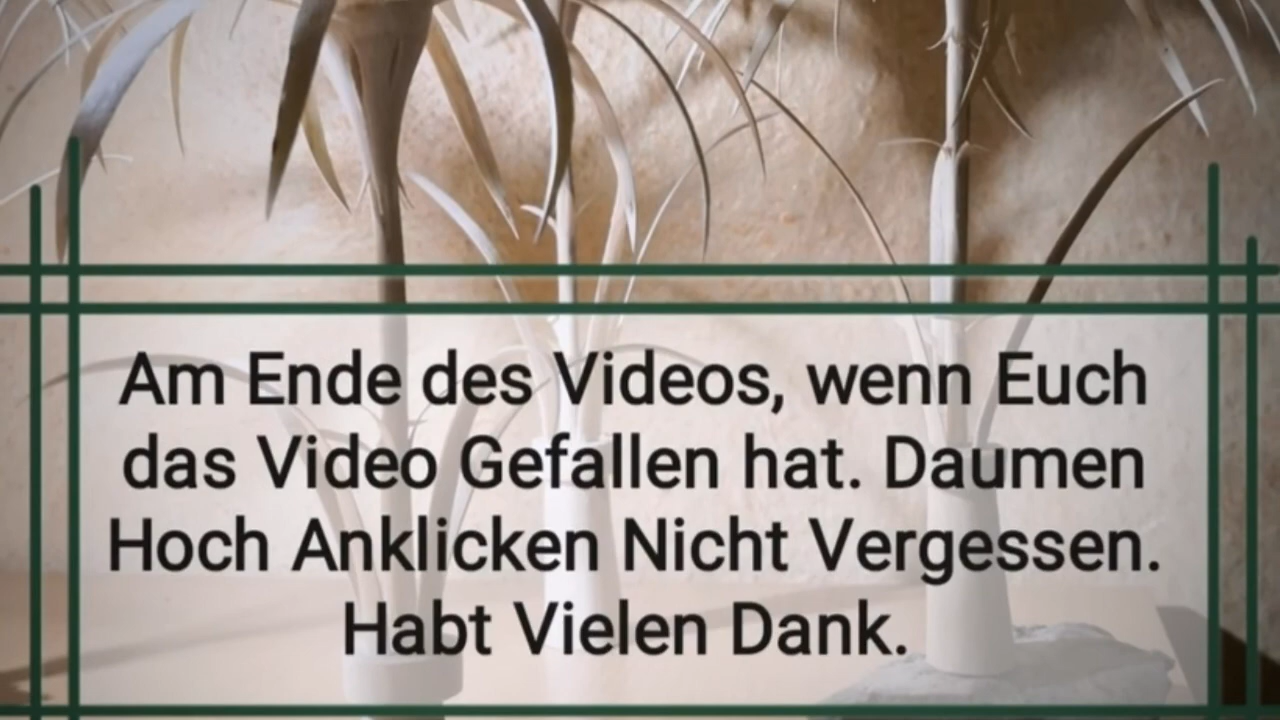 Am Ende des Videos, wenn Euch
das Video Gefallen hat. Daumen
Hoch Anklicken Nicht Vergessen.
Habt Vielen Dank.